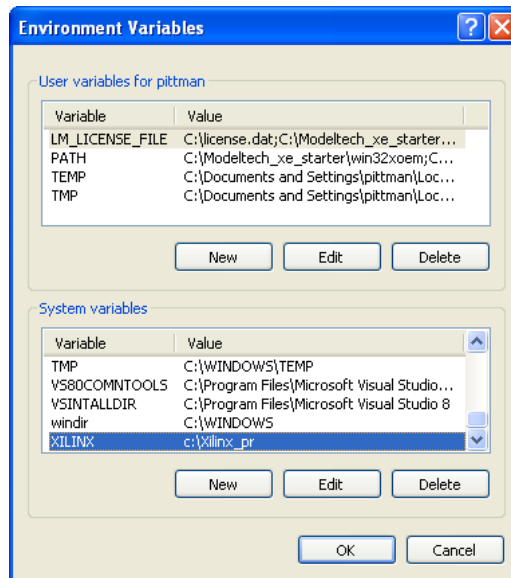 Environment Variables
User variables for pittman
Variable Value
LM_LICENSE_FILE C:\license.dat;C:\Modeltech_xe_starter...
PATH C:\Modeltech_xe_starter\win32xoem;C...
TEMP C:\Documents and Settings\pittman\Loc...
TMP C:\Documents and Settings\pittman\Loc...
New Edit Delete
System variables
Variable Value
TMP C:\WINDOWS\TEMP
VS80COMNTOOLS C:\Program Files\Microsoft Visual Studio...
VSINTALLDIR C:\Program Files\Microsoft Visual Studio 8
windir C:\WINDOWS
XILINX c:\Xilinx_pr
New Edit Delete
OK Cancel